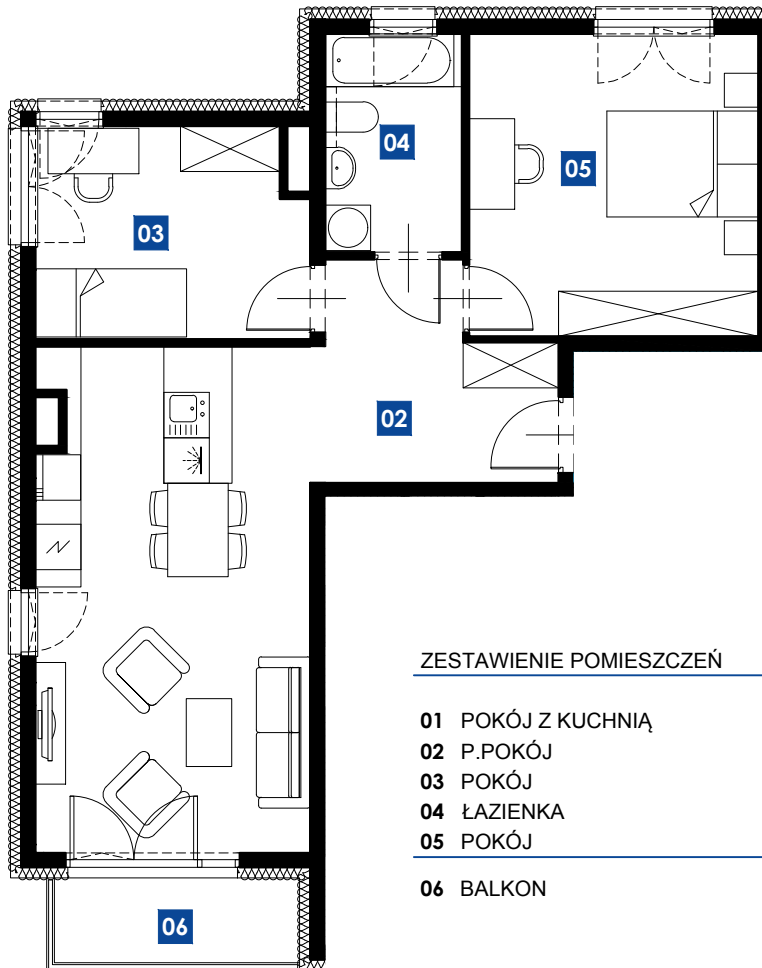 04
05
03
02
ZESTAWIENIE POMIESZCZEŃ
01 POKÓJ Z KUCHNIĄ
02 P.POKÓJ
03 POKÓJ
04 ŁAZIENKA
05 POKÓJ
06 BALKON
06